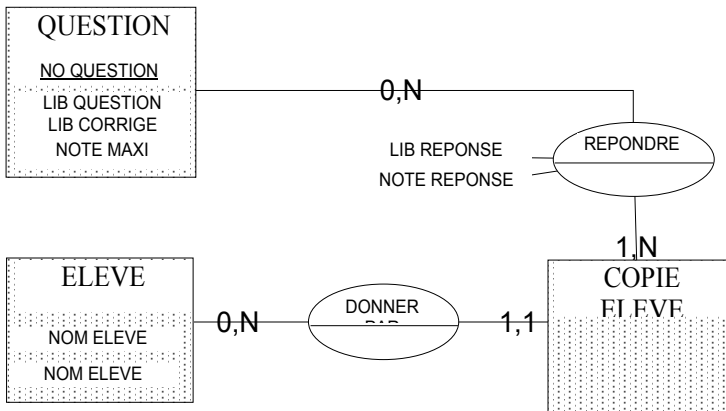 QUESTION
NO QUESTION
LIB QUESTION
LIB CORRIGE
NOTE MAXI
0,N
LIB REPONSE
NOTE REPONSE
REPONDRE
1,N
ELEVE
NOM ELEVE
NOM ELEVE
0,N
DONNER
1,1
COPIE
ELEVE